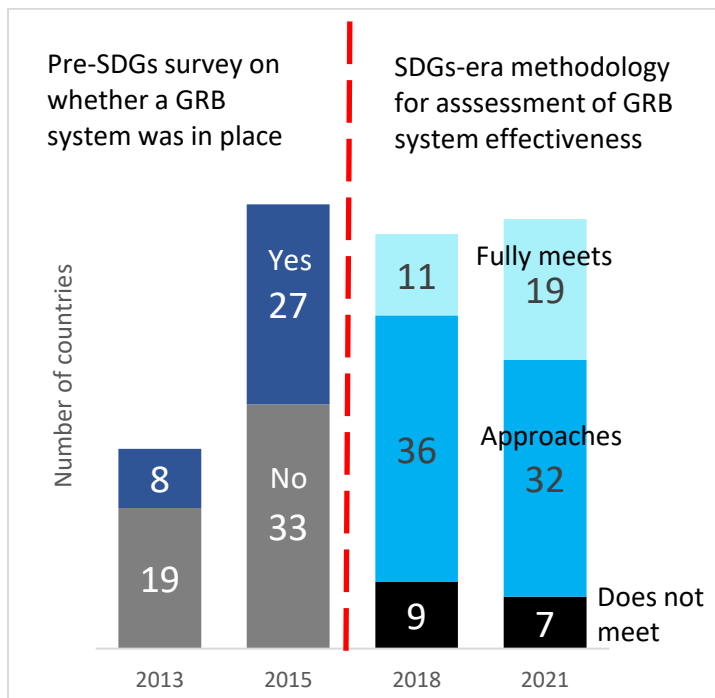 Pre-SDGs survey on
whether a GRB
system was in place
SDGs-era methodology
for asssessment of GRB
system effectiveness
Number of countries
Yes
27
No
33
8
19
11
Fully meets
19
36
Approaches
32
9
7
Does not
meet
2013
2015
2018
2021